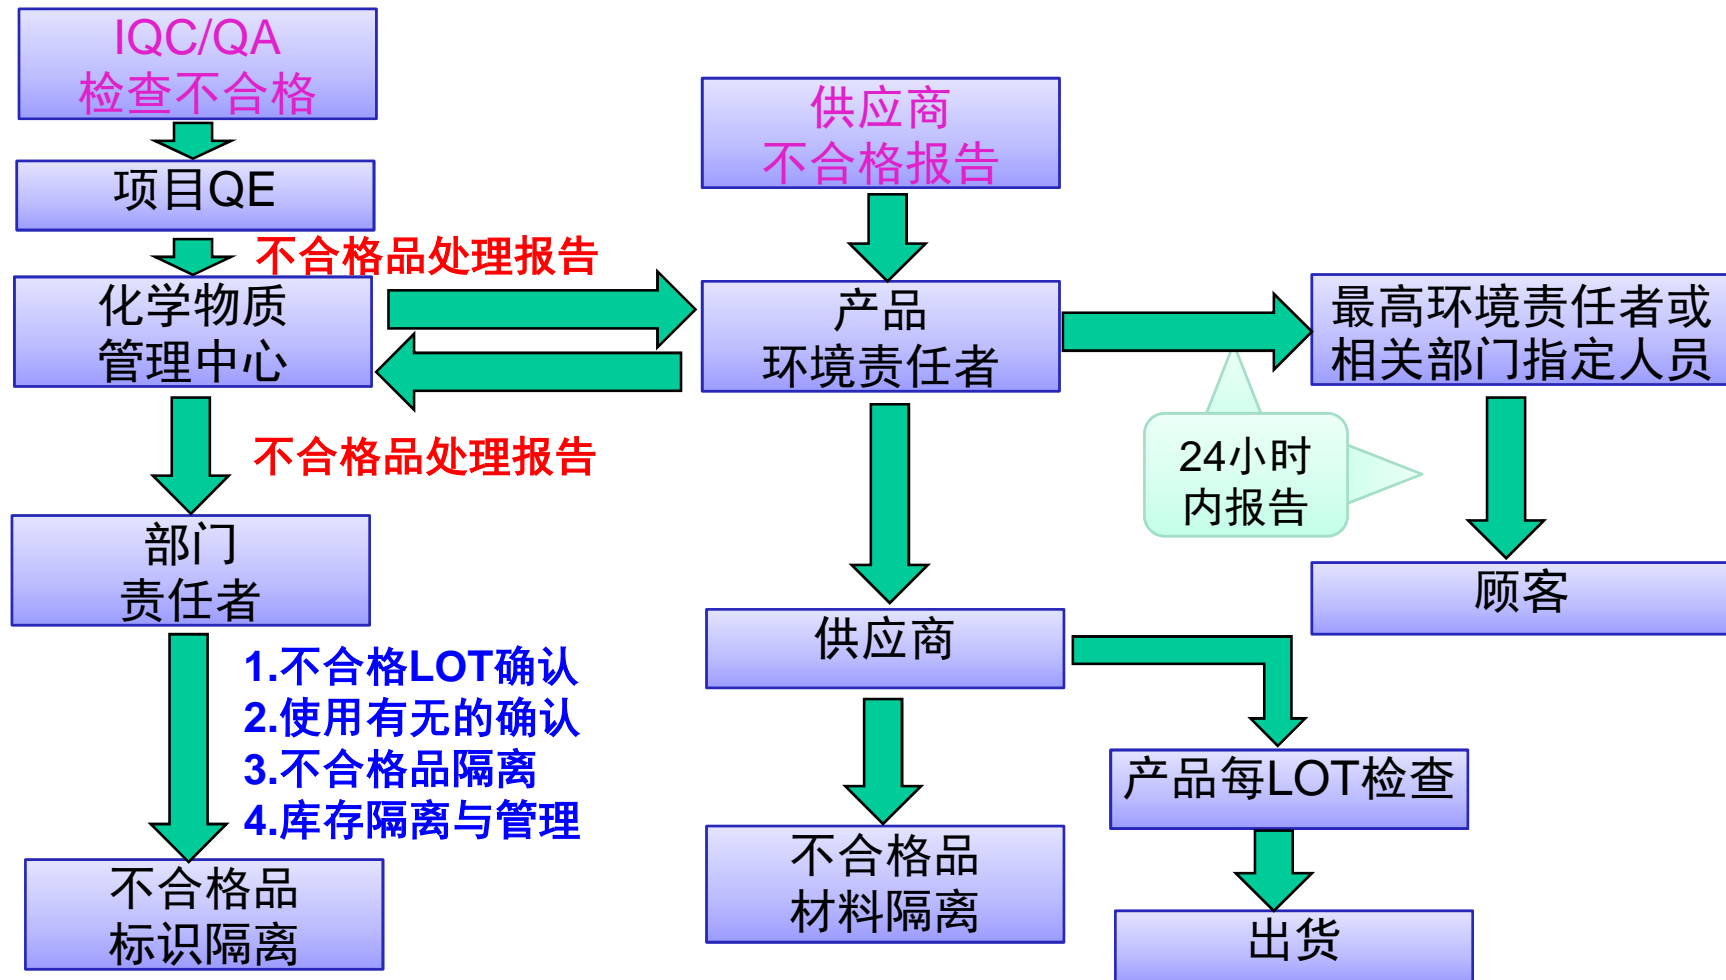 IQC/QA
检查不合格
项目QE
不合格品处理报告
化学物质
管理中心
不合格品处理报告
部门
责任者
1.不合格LOT确认
2.使用有无的确认
3.不合格品隔离
4.库存隔离与管理
不合格品
标识隔离
供应商
不合格报告
产品
环境责任者
供应商
不合格品
材料隔离
最高环境责任者或
相关部门指定人员
24小时
内报告
顾客
产品每LOT检查
出货